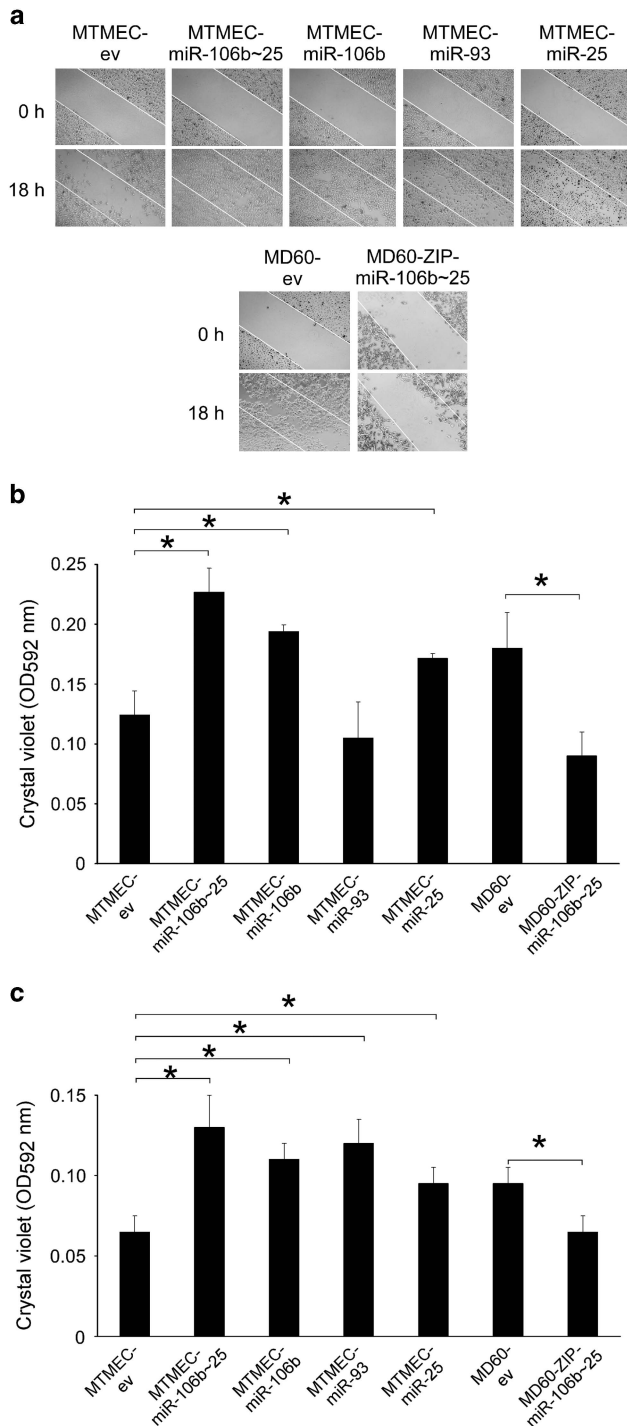 a
MTMEC-
ev
MTMEC-
miR-106b~25
MTMEC-
miR-106b
MTMEC-
miR-93
MTMEC-
miR-25
0 h
18 h
MD60-
ev
MD60-ZIP-
miR-106b~25
0 h
18 h
b
*
*
*
*
0.25
0.20
0.15
0.10
0.05
0
Crystal violet (OD592 nm)
MTMEC-
ev
MTMEC-
miR-106b~25
MTMEC-
miR-106b
MTMEC-
miR-93
MTMEC-
miR-25
MD60-
ev
MD60-ZIP-
miR-106b~25
c
*
*
*
*
*
0.15
0.10
0.05
0
Crystal violet (OD592 nm)
MTMEC-
ev
MTMEC-
miR-106b~25
MTMEC-
miR-106b
MTMEC-
miR-93
MTMEC-
miR-25
MD60-
ev
MD60-ZIP-
miR-106b~25